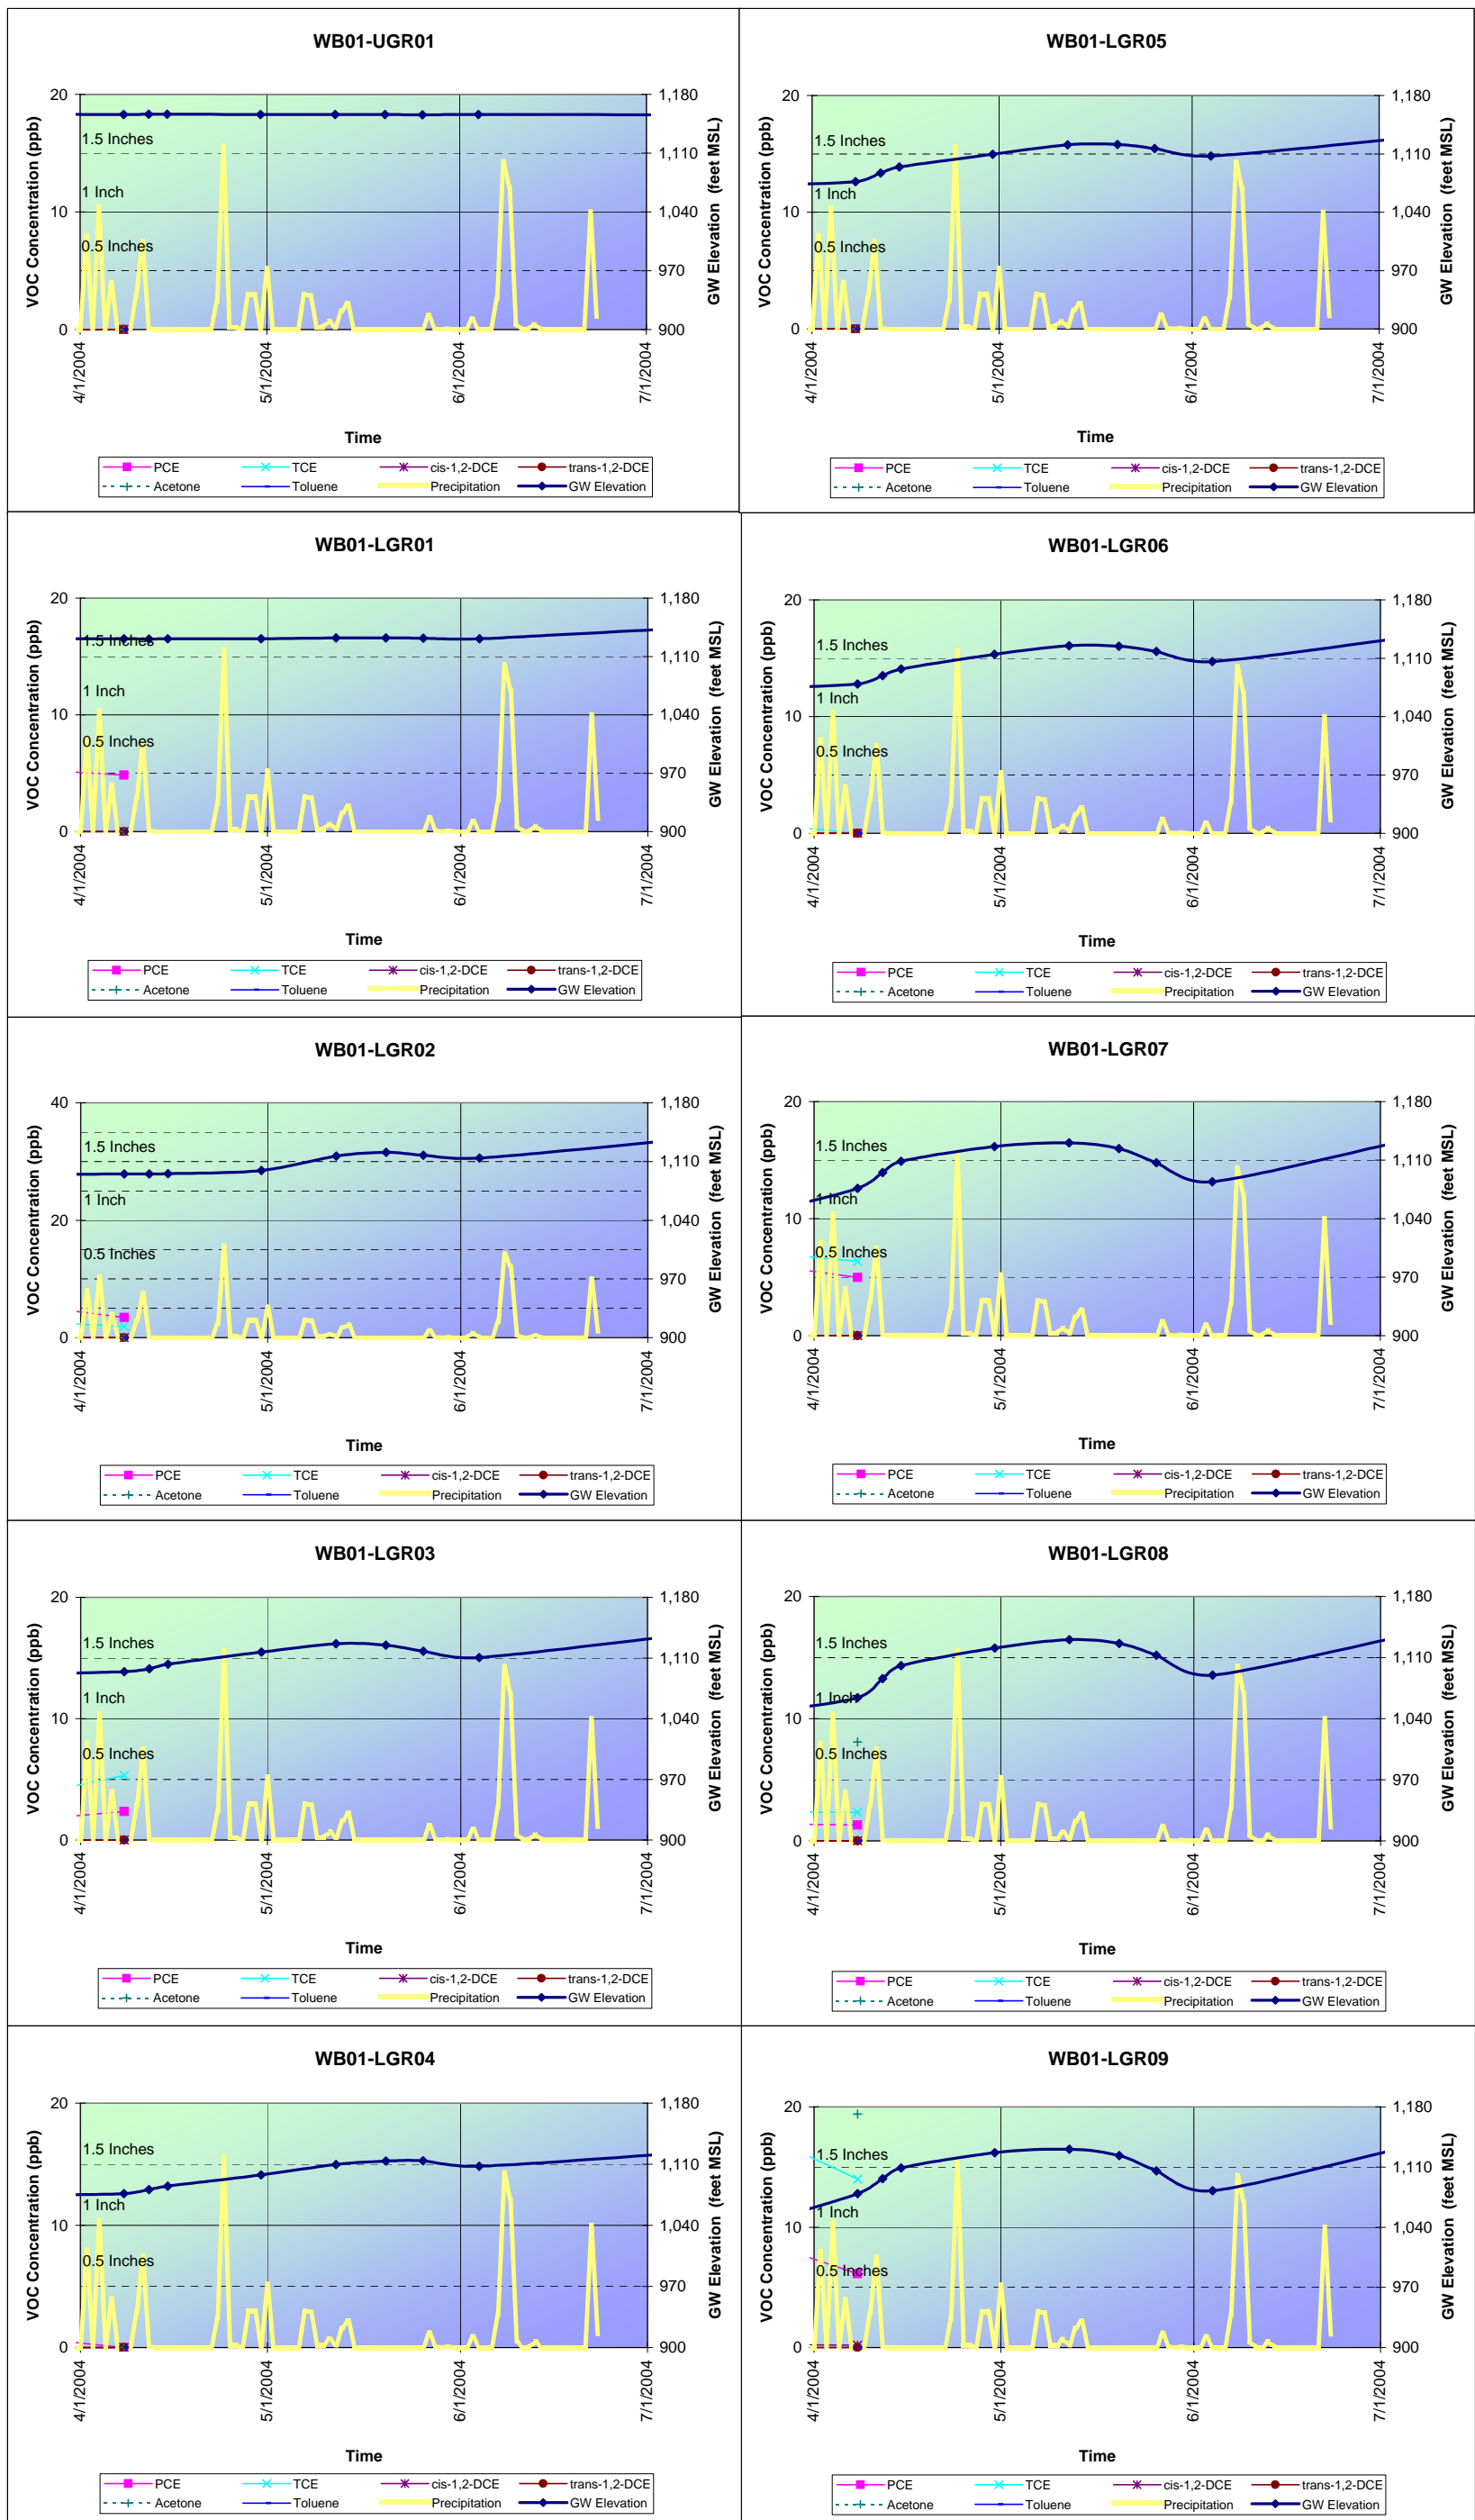 WB01-UGR01
20
10
0
VOC Concentration (ppb)
1.5 Inches
1 Inch
0.5 Inches
1,180
1,110
1,040
970
900
GW Elevation (feet MSL)
4/1/2004
5/1/2004
6/1/2004
7/1/2004
Time
PCE TCE cis-1,2-DCE trans-1,2-DCE
Acetone Toluene Precipitation GW Elevation
WB01-LGR05
20
10
0
VOC Concentration (ppb)
1.5 Inches
1 Inch
0.5 Inches
1,180
1,110
1,040
970
900
GW Elevation (feet MSL)
4/1/2004
5/1/2004
6/1/2004
7/1/2004
Time
PCE TCE cis-1,2-DCE trans-1,2-DCE
Acetone Toluene Precipitation GW Elevation
WB01-LGR01
20
10
0
VOC Concentration (ppb)
1.5 Inches
1 Inch
0.5 Inches
1,180
1,110
1,040
970
900
GW Elevation (feet MSL)
4/1/2004
5/1/2004
6/1/2004
7/1/2004
Time
PCE TCE cis-1,2-DCE trans-1,2-DCE
Acetone Toluene Precipitation GW Elevation
WB01-LGR06
20
10
0
VOC Concentration (ppb)
1.5 Inches
1 Inch
0.5 Inches
1,180
1,110
1,040
970
900
GW Elevation (feet MSL)
4/1/2004
5/1/2004
6/1/2004
7/1/2004
Time
PCE TCE cis-1,2-DCE trans-1,2-DCE
Acetone Toluene Precipitation GW Elevation
WB01-LGR02
40
20
0
VOC Concentration (ppb)
1.5 Inches
1 Inch
0.5 Inches
1,180
1,110
1,040
970
900
GW Elevation (feet MSL)
4/1/2004
5/1/2004
6/1/2004
7/1/2004
Time
PCE TCE cis-1,2-DCE trans-1,2-DCE
Acetone Toluene Precipitation GW Elevation
WB01-LGR07
20
10
0
VOC Concentration (ppb)
1.5 Inches
1 Inch
0.5 Inches
1,180
1,110
1,040
970
900
GW Elevation (feet MSL)
4/1/2004
5/1/2004
6/1/2004
7/1/2004
Time
PCE TCE cis-1,2-DCE trans-1,2-DCE
Acetone Toluene Precipitation GW Elevation
WB01-LGR03
20
10
0
VOC Concentration (ppb)
1.5 Inches
1 Inch
0.5 Inches
1,180
1,110
1,040
970
900
GW Elevation (feet MSL)
4/1/2004
5/1/2004
6/1/2004
7/1/2004
Time
PCE TCE cis-1,2-DCE trans-1,2-DCE
Acetone Toluene Precipitation GW Elevation
WB01-LGR08
20
10
0
VOC Concentration (ppb)
1.5 Inches
1 Inch
0.5 Inches
1,180
1,110
1,040
970
900
GW Elevation (feet MSL)
4/1/2004
5/1/2004
6/1/2004
7/1/2004
Time
PCE TCE cis-1,2-DCE trans-1,2-DCE
Acetone Toluene Precipitation GW Elevation
WB01-LGR04
20
10
0
VOC Concentration (ppb)
1.5 Inches
1 Inch
0.5 Inches
1,180
1,110
1,040
970
900
GW Elevation (feet MSL)
4/1/2004
5/1/2004
6/1/2004
7/1/2004
Time
PCE TCE cis-1,2-DCE trans-1,2-DCE
Acetone Toluene Precipitation GW Elevation
WB01-LGR09
20
10
0
VOC Concentration (ppb)
1.5 Inches
1 Inch
0.5 Inches
1,180
1,110
1,040
970
900
GW Elevation (feet MSL)
4/1/2004
5/1/2004
6/1/2004
7/1/2004
Time
PCE TCE cis-1,2-DCE trans-1,2-DCE
Acetone Toluene Precipitation GW Elevation